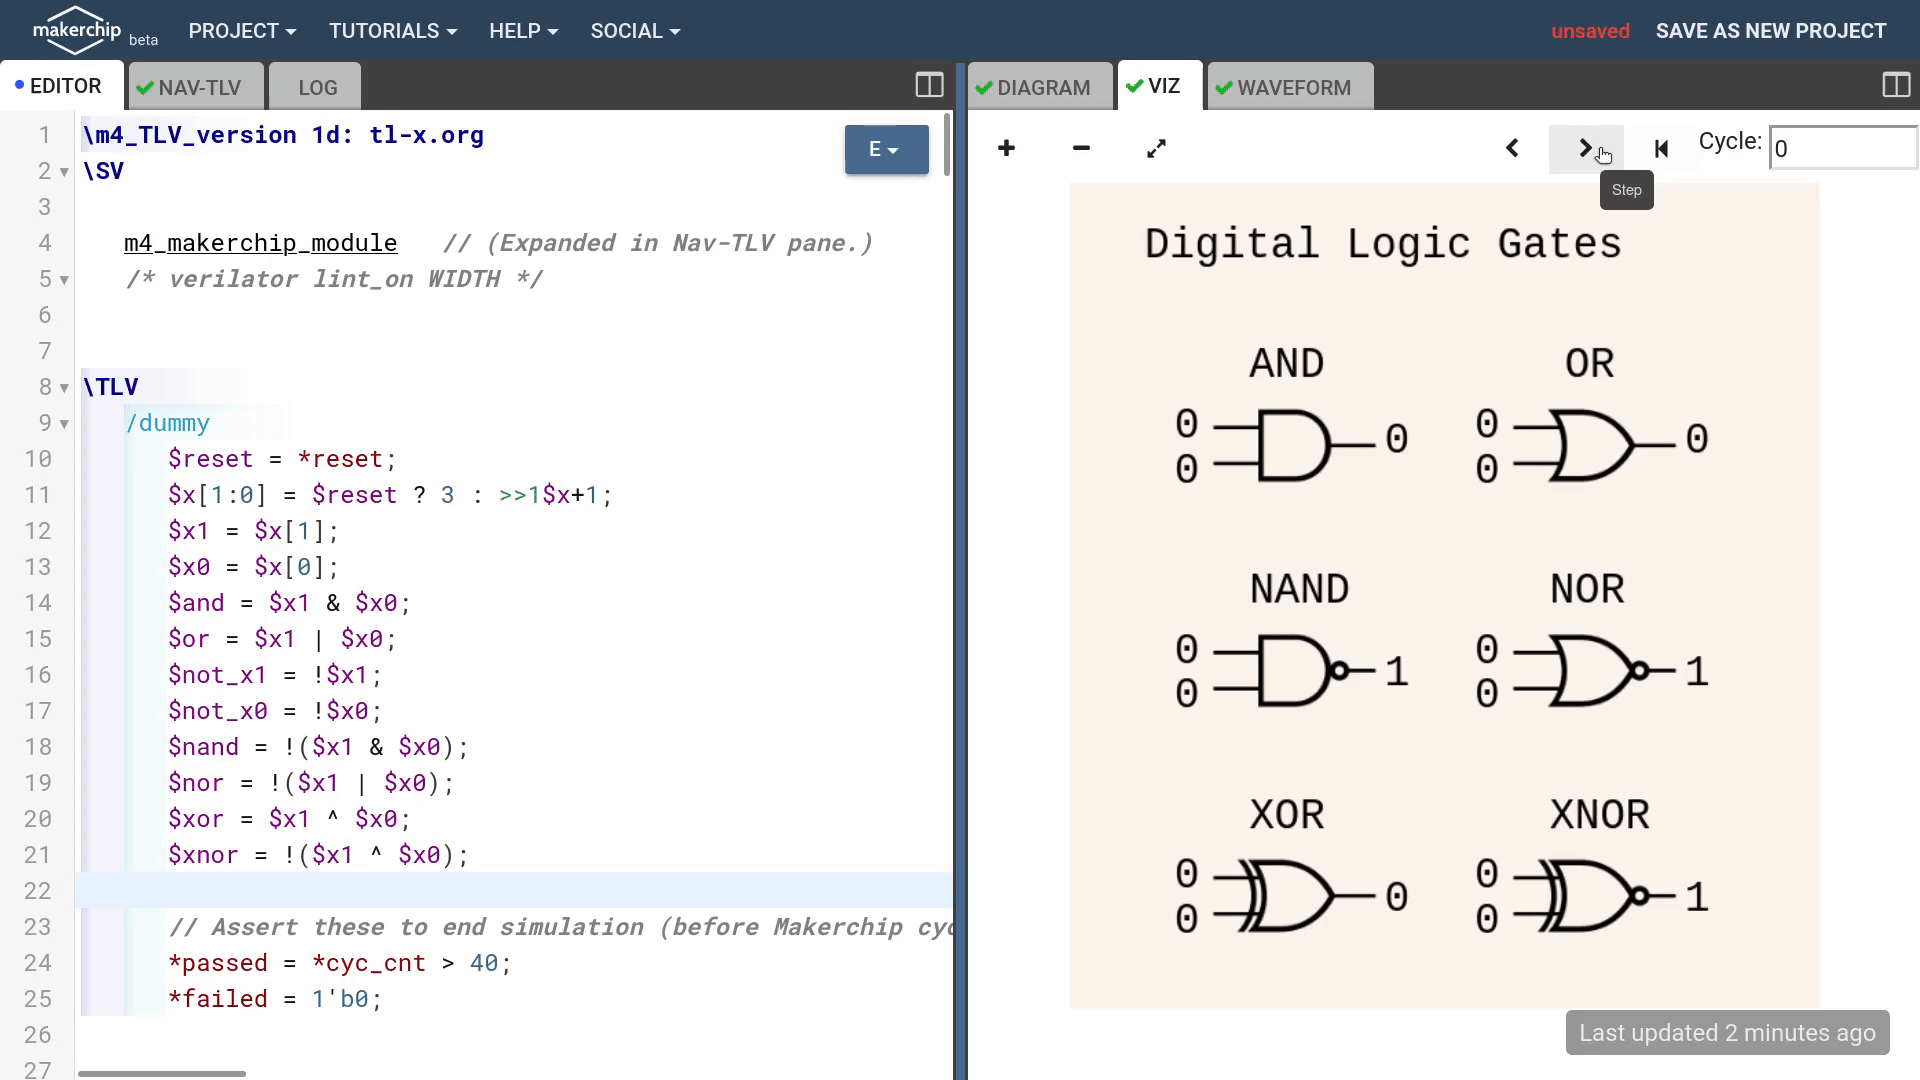 makerchip beta PROJECT TUTORIALS HELP SOCIAL unsaved SAVE AS NEW PROJECT
EDITOR NAV-TLV LOG DIAGRAM VIZ WAVEFORM
1 \m4_TLV_version 1d: tl-x.org
2 \SV
3
4 m4_makerchip_module // (Expanded in Nav-TLV pane.)
5 /* verilator lint_on WIDTH */
6
7
8 \TLV
9 /dummy
10 $reset = *reset;
11 $x[1:0] = $reset ? 3 : >>1$x+1;
12 $x1 = $x[1];
13 $x0 = $x[0];
14 $and = $x1 & $x0;
15 $or = $x1 | $x0;
16 $not_x1 = !$x1;
17 $not_x0 = !$x0;
18 $nand = !($x1 & $x0);
19 $nor = !($x1 | $x0);
20 $xor = $x1 ^ $x0;
21 $xnor = !($x1 ^ $x0);
22
23 // Assert these to end simulation (before Makerchip cyc
24 *passed = *cyc_cnt > 40;
25 *failed = 1'b0;
26
27
E
Cycle: 0
Step
Digital Logic Gates
AND OR
0 0
0 0
0 0
NAND NOR
0 0
1 1
0 0
XOR XNOR
0 0
0 1
0 0
Last updated 2 minutes ago